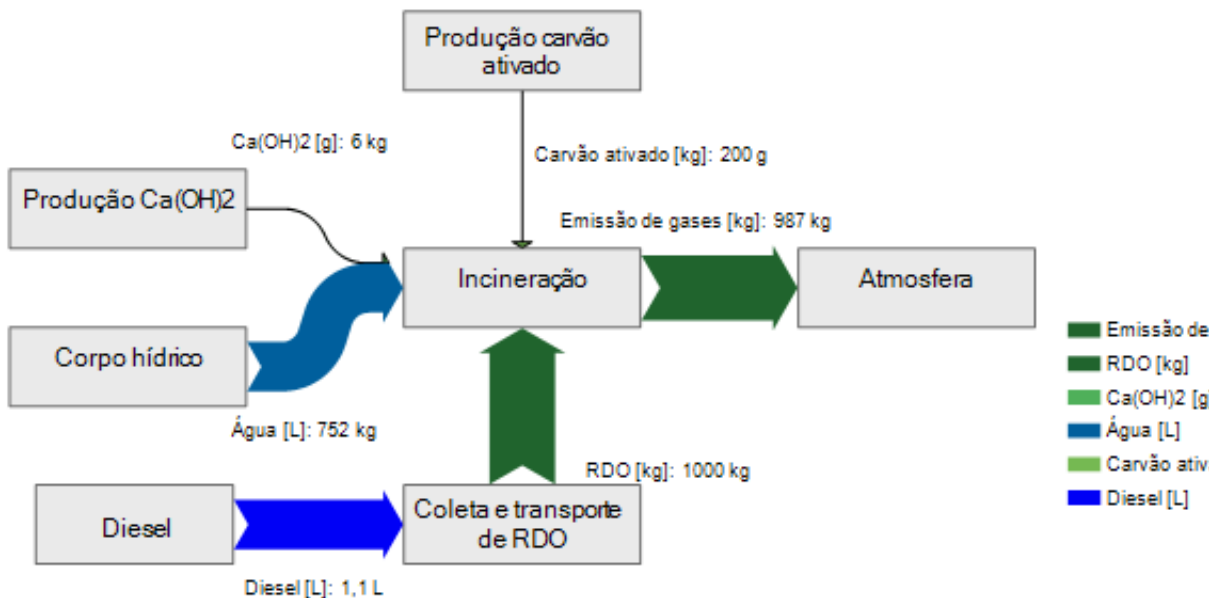 Produção carvão
ativado
Ca(OH)2 [g]: 6 kg
Carvão ativado [kg]: 200 g
Produção Ca(OH)2
Emissão de gases [kg]: 987 kg
Incineração
Atmosfera
Corpo hídrico
Água [L]: 752 kg
RDO [kg]: 1000 kg
Diesel
Coleta e transporte
de RDO
Diesel [L]: 1,1 L
Emissão de
RDO [kg]
Ca(OH)2 [g
Água [L]
Carvão ativ
Diesel [L]